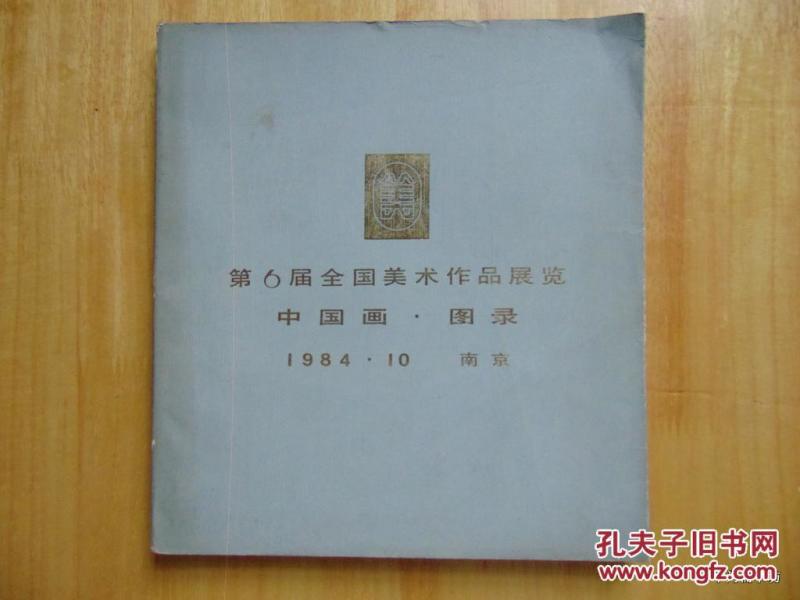 美
第6届全国美术作品展览
中国画·图录
1984·10 南京
孔夫子旧书网
www.kongfz.com